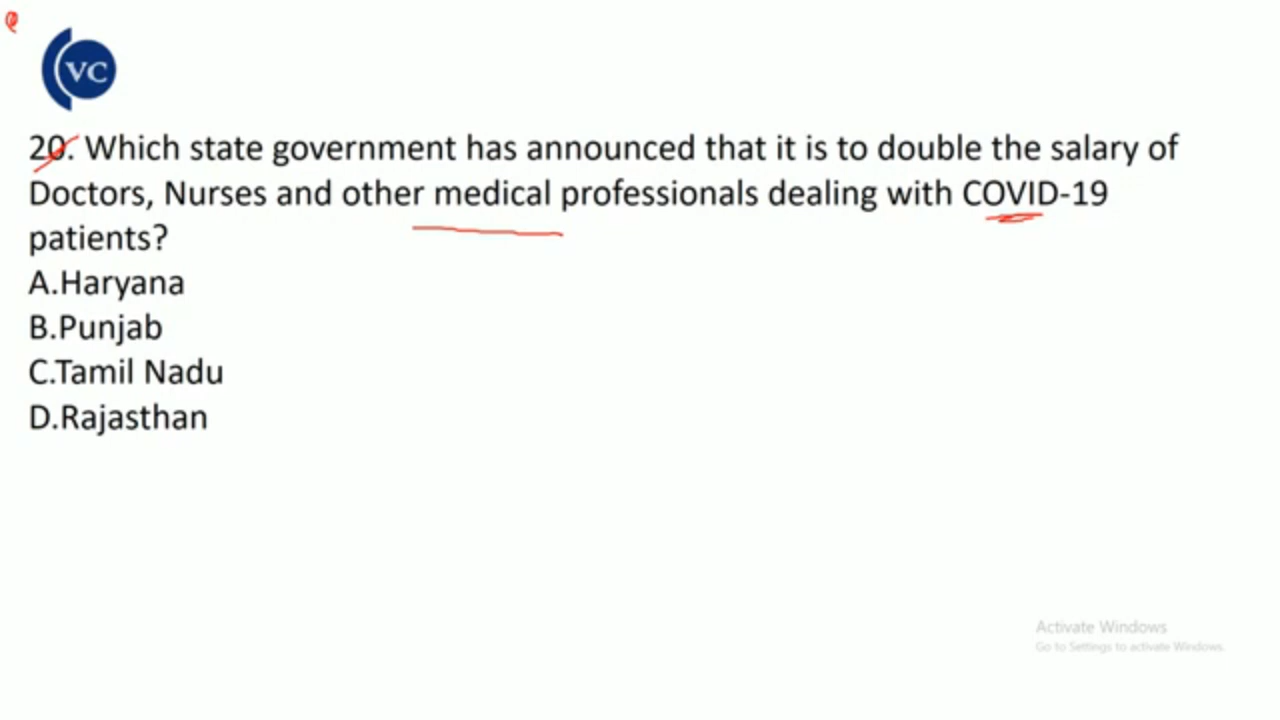 VC
20. Which state government has announced that it is to double the salary of
Doctors, Nurses and other medical professionals dealing with COVID-19
patients?
A.Haryana
B.Punjab
C.Tamil Nadu
D.Rajasthan
Activate Windows
Go to Settings to activate Windows.